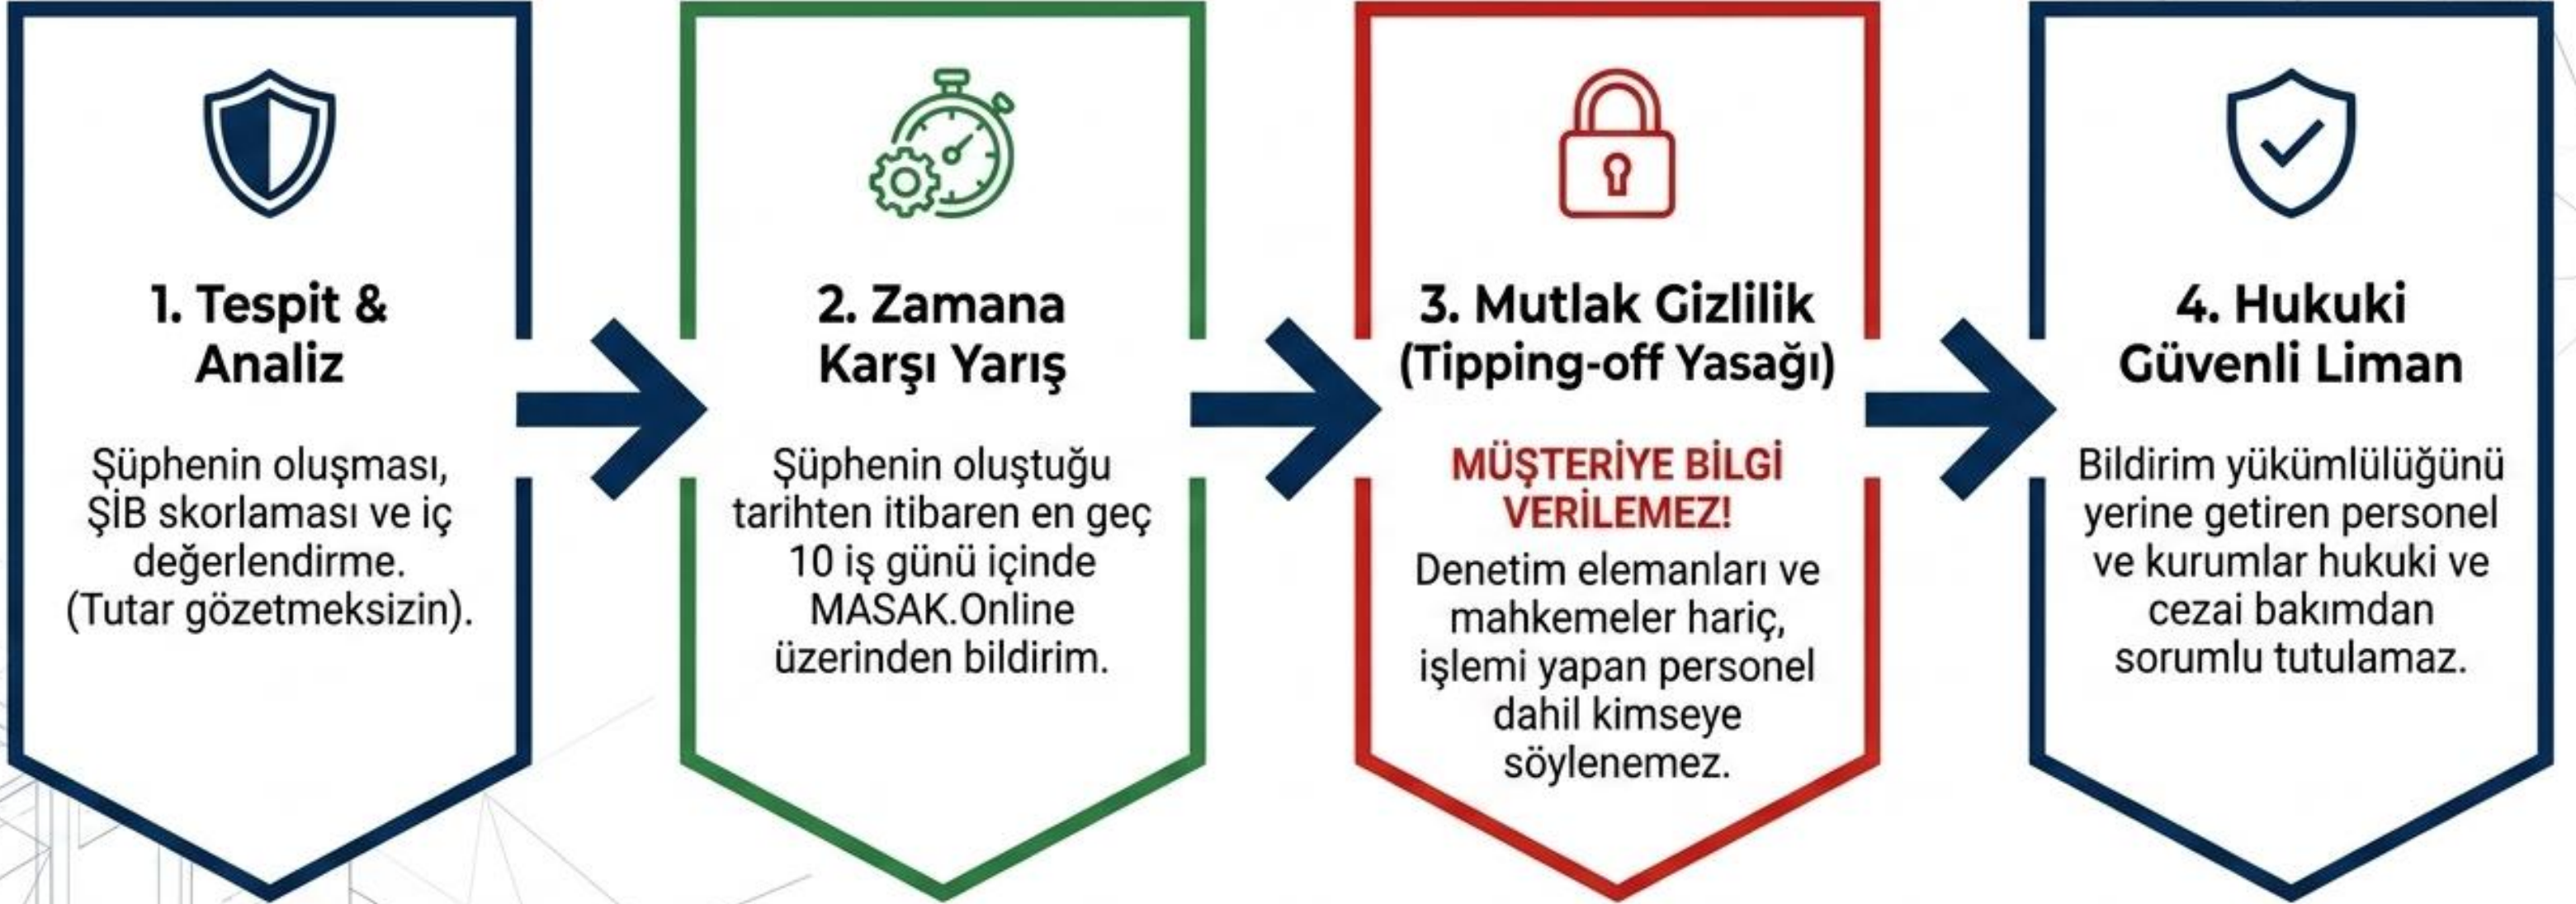 1. Tespit &
Analiz
Şüphenin oluşması,
ŞİB skorlaması ve iç
değerlendirme.
(Tutar gözetmeksizin).
2. Zamana
Karşı Yarış
Şüphenin oluştuğu
tarihten itibaren en geç
10 iş günü içinde
MASAK.Online
üzerinden bildirim.
3. Mutlak Gizlilik
(Tipping-off Yasağı)
MÜŞTERİYE BİLGİ
VERİLEMEZ!
Denetim elemanları ve
mahkemeler hariç,
işlemi yapan personel
dahil kimseye
söylenemez.
4. Hukuki
Güvenli Liman
Bildirim yükümlülüğünü
yerine getiren personel
ve kurumlar hukuki ve
cezai bakımdan
sorumlu tutulamaz.